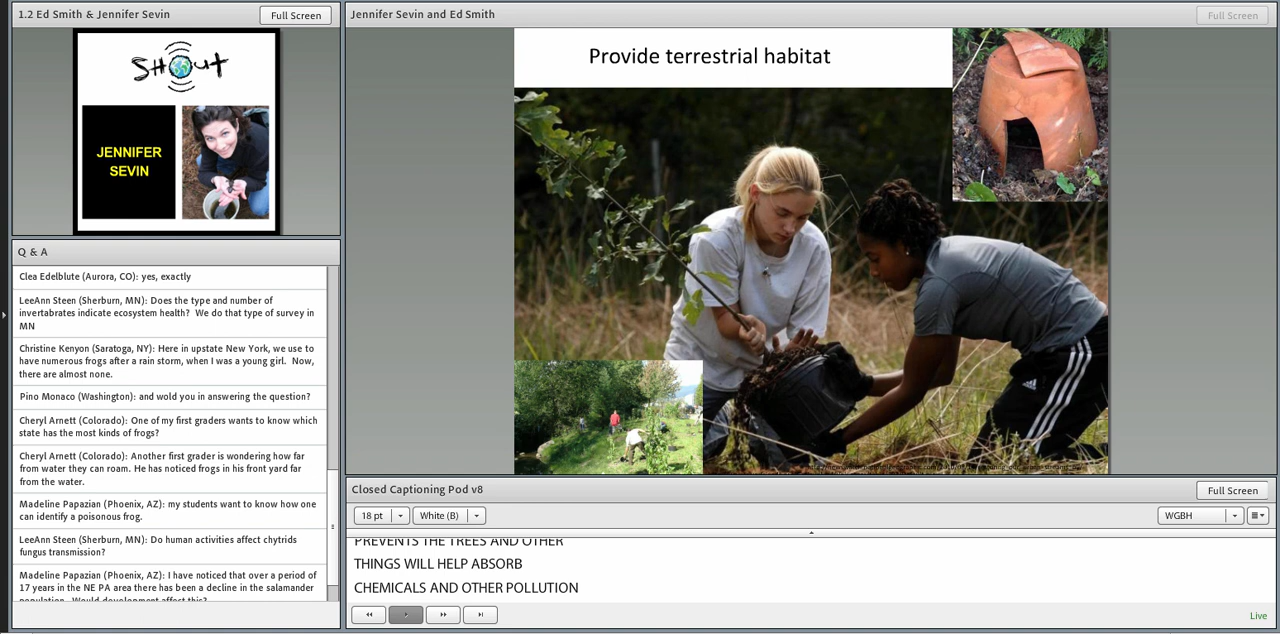 1.2 Ed Smith & Jennifer Sevin
Full Screen
SHOUT
JENNIFER
SEVIN
Q & A
Clea Edelblute (Aurora, CO): yes, exactly
LeeAnn Steen (Sherburn, MN): Does the type and number of
invertabrates indicate ecosystem health? We do that type of survey in
MN
Christine Kenyon (Saratoga, NY): Here in upstate New York, we use to
have numerous frogs after a rain storm, when I was a young girl. Now,
there are almost none.
Pino Monaco (Washington): and wold you in answering the question?
Cheryl Arnett (Colorado): One of my first graders wants to know which
state has the most kinds of frogs?
Cheryl Arnett (Colorado): Another first grader is wondering how far
from water they can roam. He has noticed frogs in his front yard far
from the water.
Madeline Papazian (Phoenix, AZ): my students want to know how one
can identify a poisonous frog.
LeeAnn Steen (Sherburn, MN): Do human activities affect chytrids
fungus transmission?
Madeline Papazian (Phoenix, AZ): I have noticed that over a period of
17 years in the NE PA area there has been a decline in the salamander
population. Would development affect this?
Jennifer Sevin and Ed Smith
Full Screen
Provide terrestrial habitat
Closed Captioning Pod v8
Full Screen
18 pt
White (B)
WGBH
PREVENTS THE TREES AND OTHER
THINGS WILL HELP ABSORB
CHEMICALS AND OTHER POLLUTION
Live